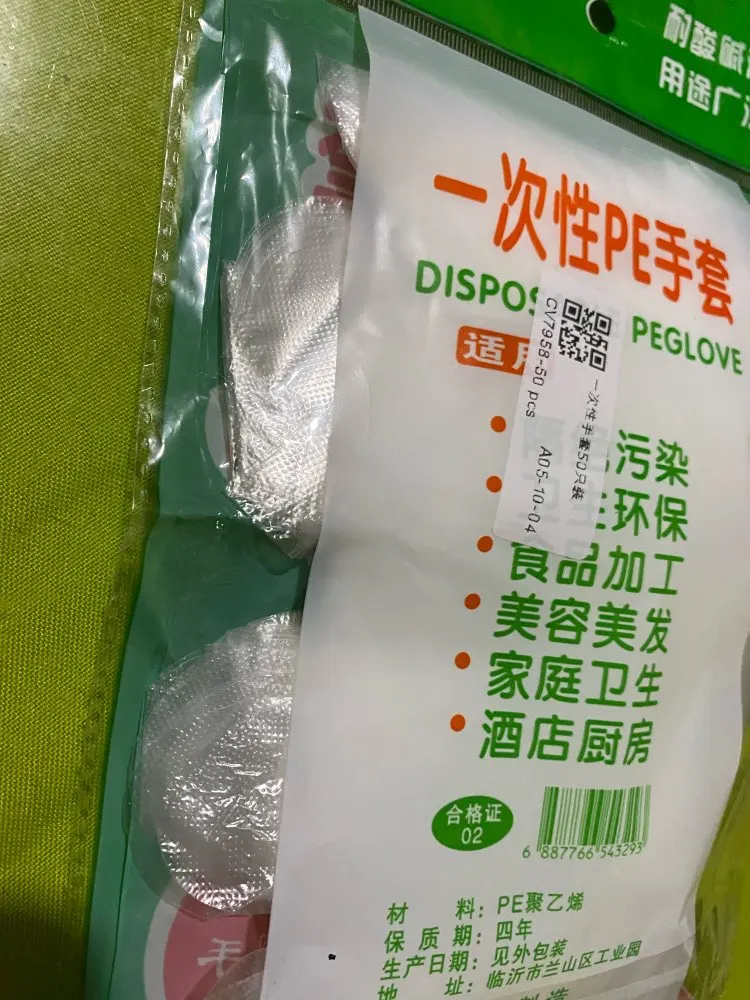 耐酸碱
用途广
一次性PE手套
DISPOS PEGLOVE
适用
CV7958-50 pcs A05-10-04
一次性手套50只装
污染
生环保
食品加工
美容美发
家庭卫生
酒店厨房
合格证
02
6 887766 543293
材 料: PE聚乙烯
保 质 期: 四年
生产日期: 见外包装
地 址: 临沂市兰山区工业园
手